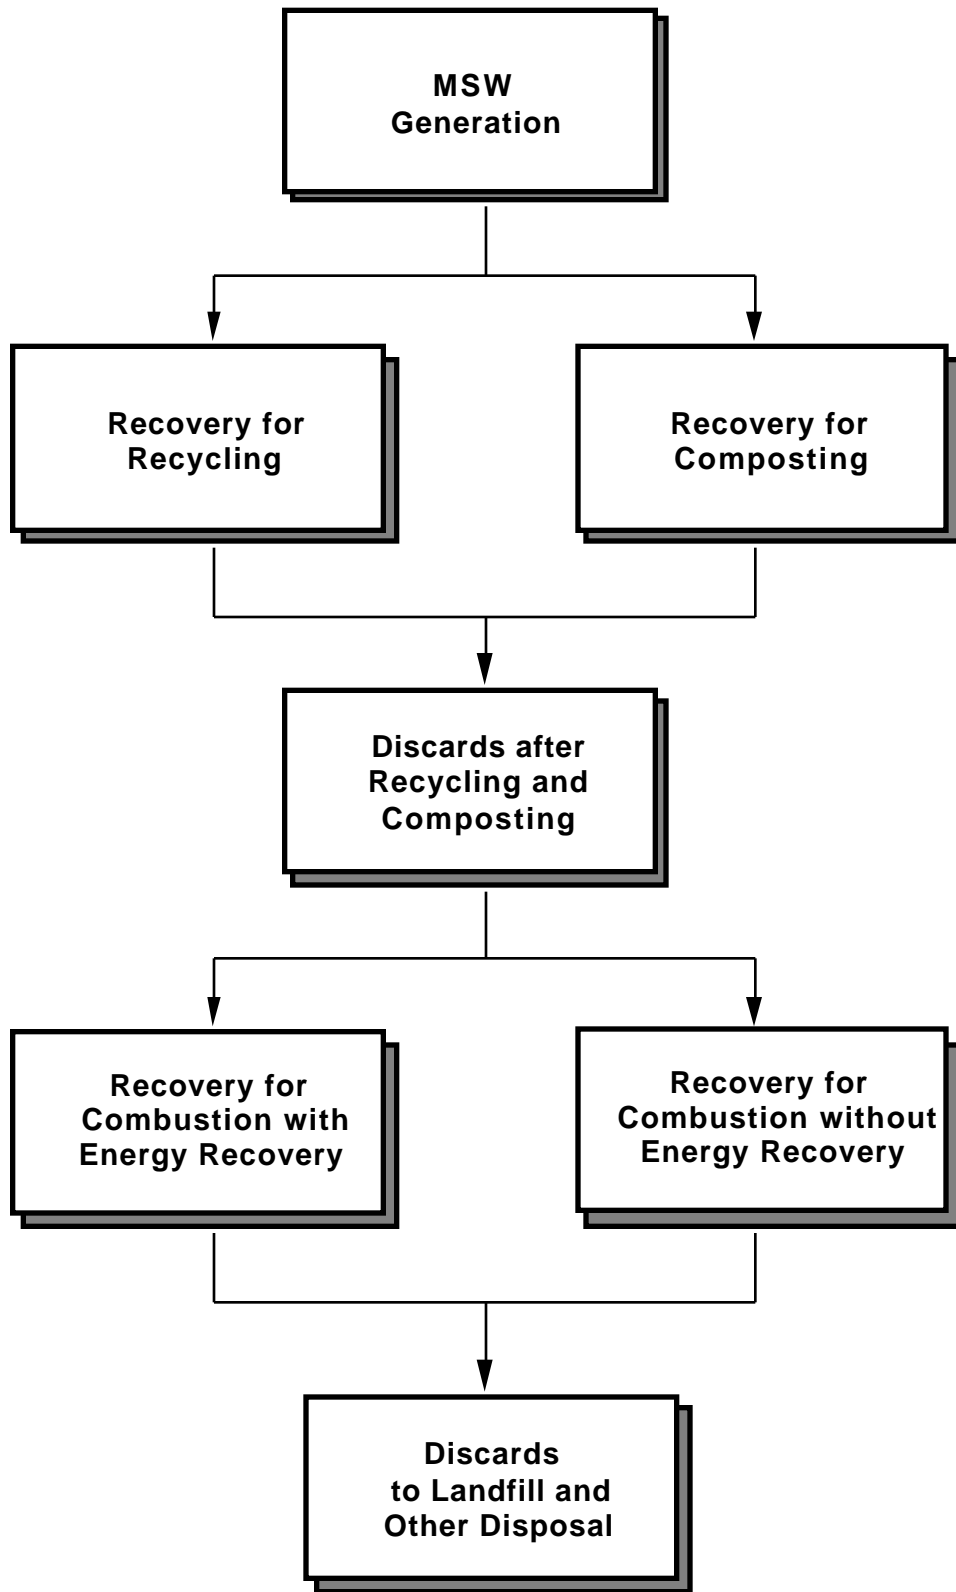 MSW
Generation
Recovery for
Recycling
Recovery for
Composting
Discards after
Recycling and
Composting
Recovery for
Combustion with
Energy Recovery
Recovery for
Combustion without
Energy Recovery
Discards
to Landfill and
Other Disposal